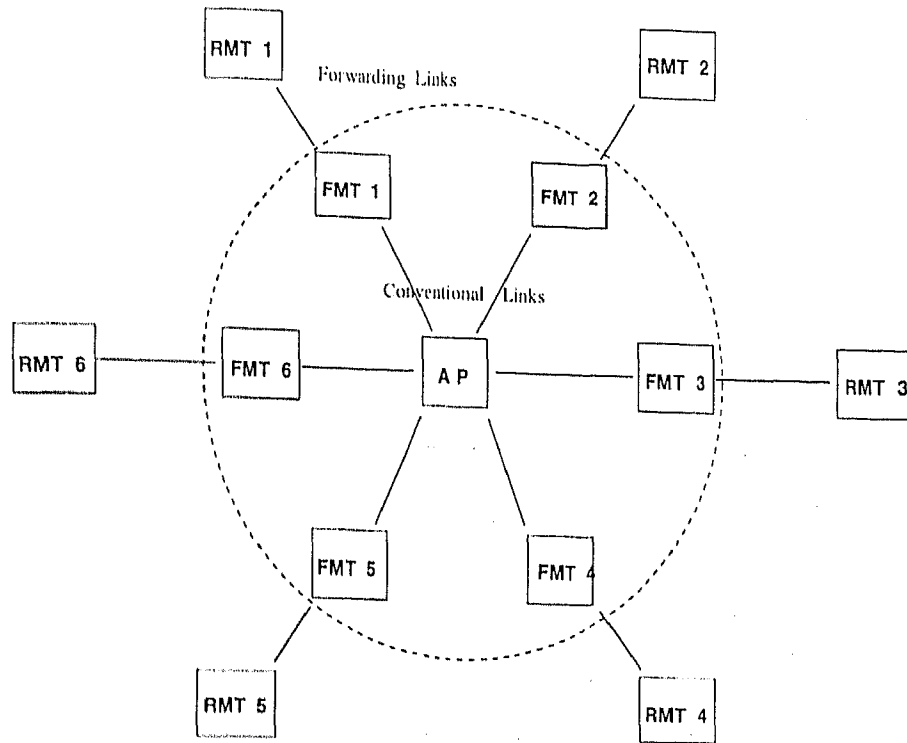 RMT 1
Forwarding Links
RMT 2
FMT 1
FMT 2
Conventional Links
RMT 6
FMT 6
A P
FMT 3
RMT 3
FMT 5
FMT 4
RMT 5
RMT 4